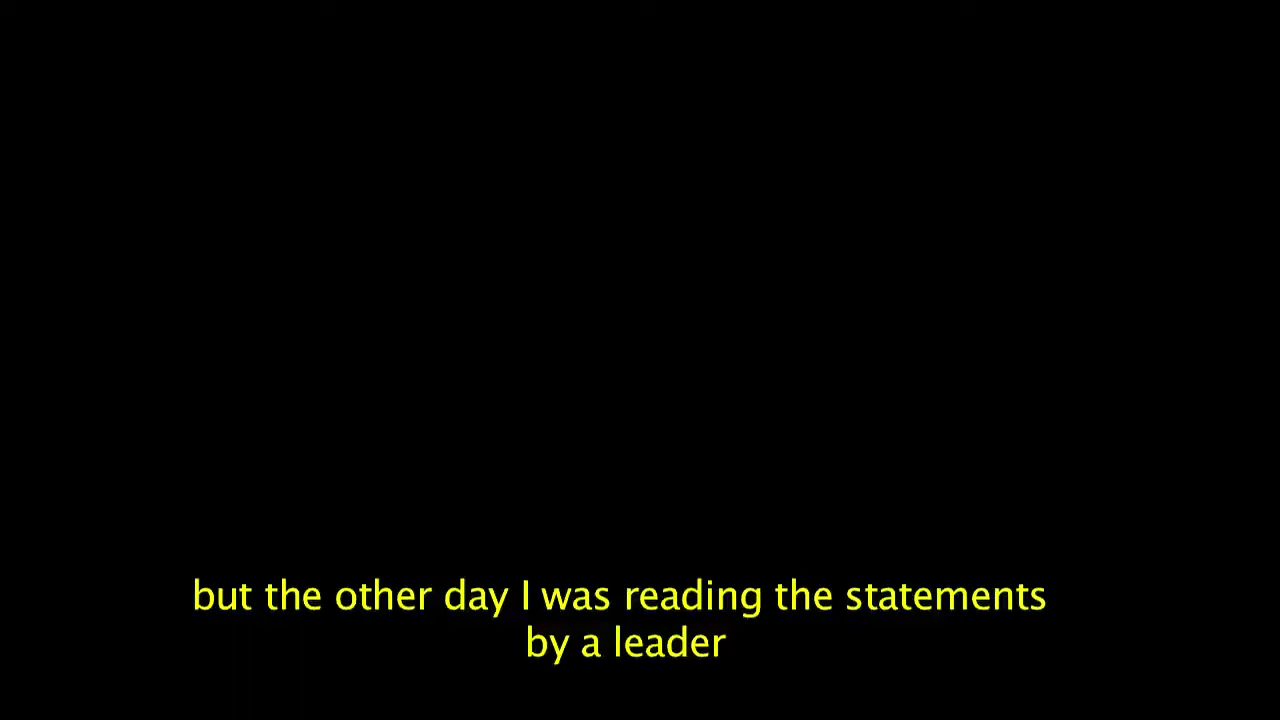 but the other day I was reading the statements
by a leader